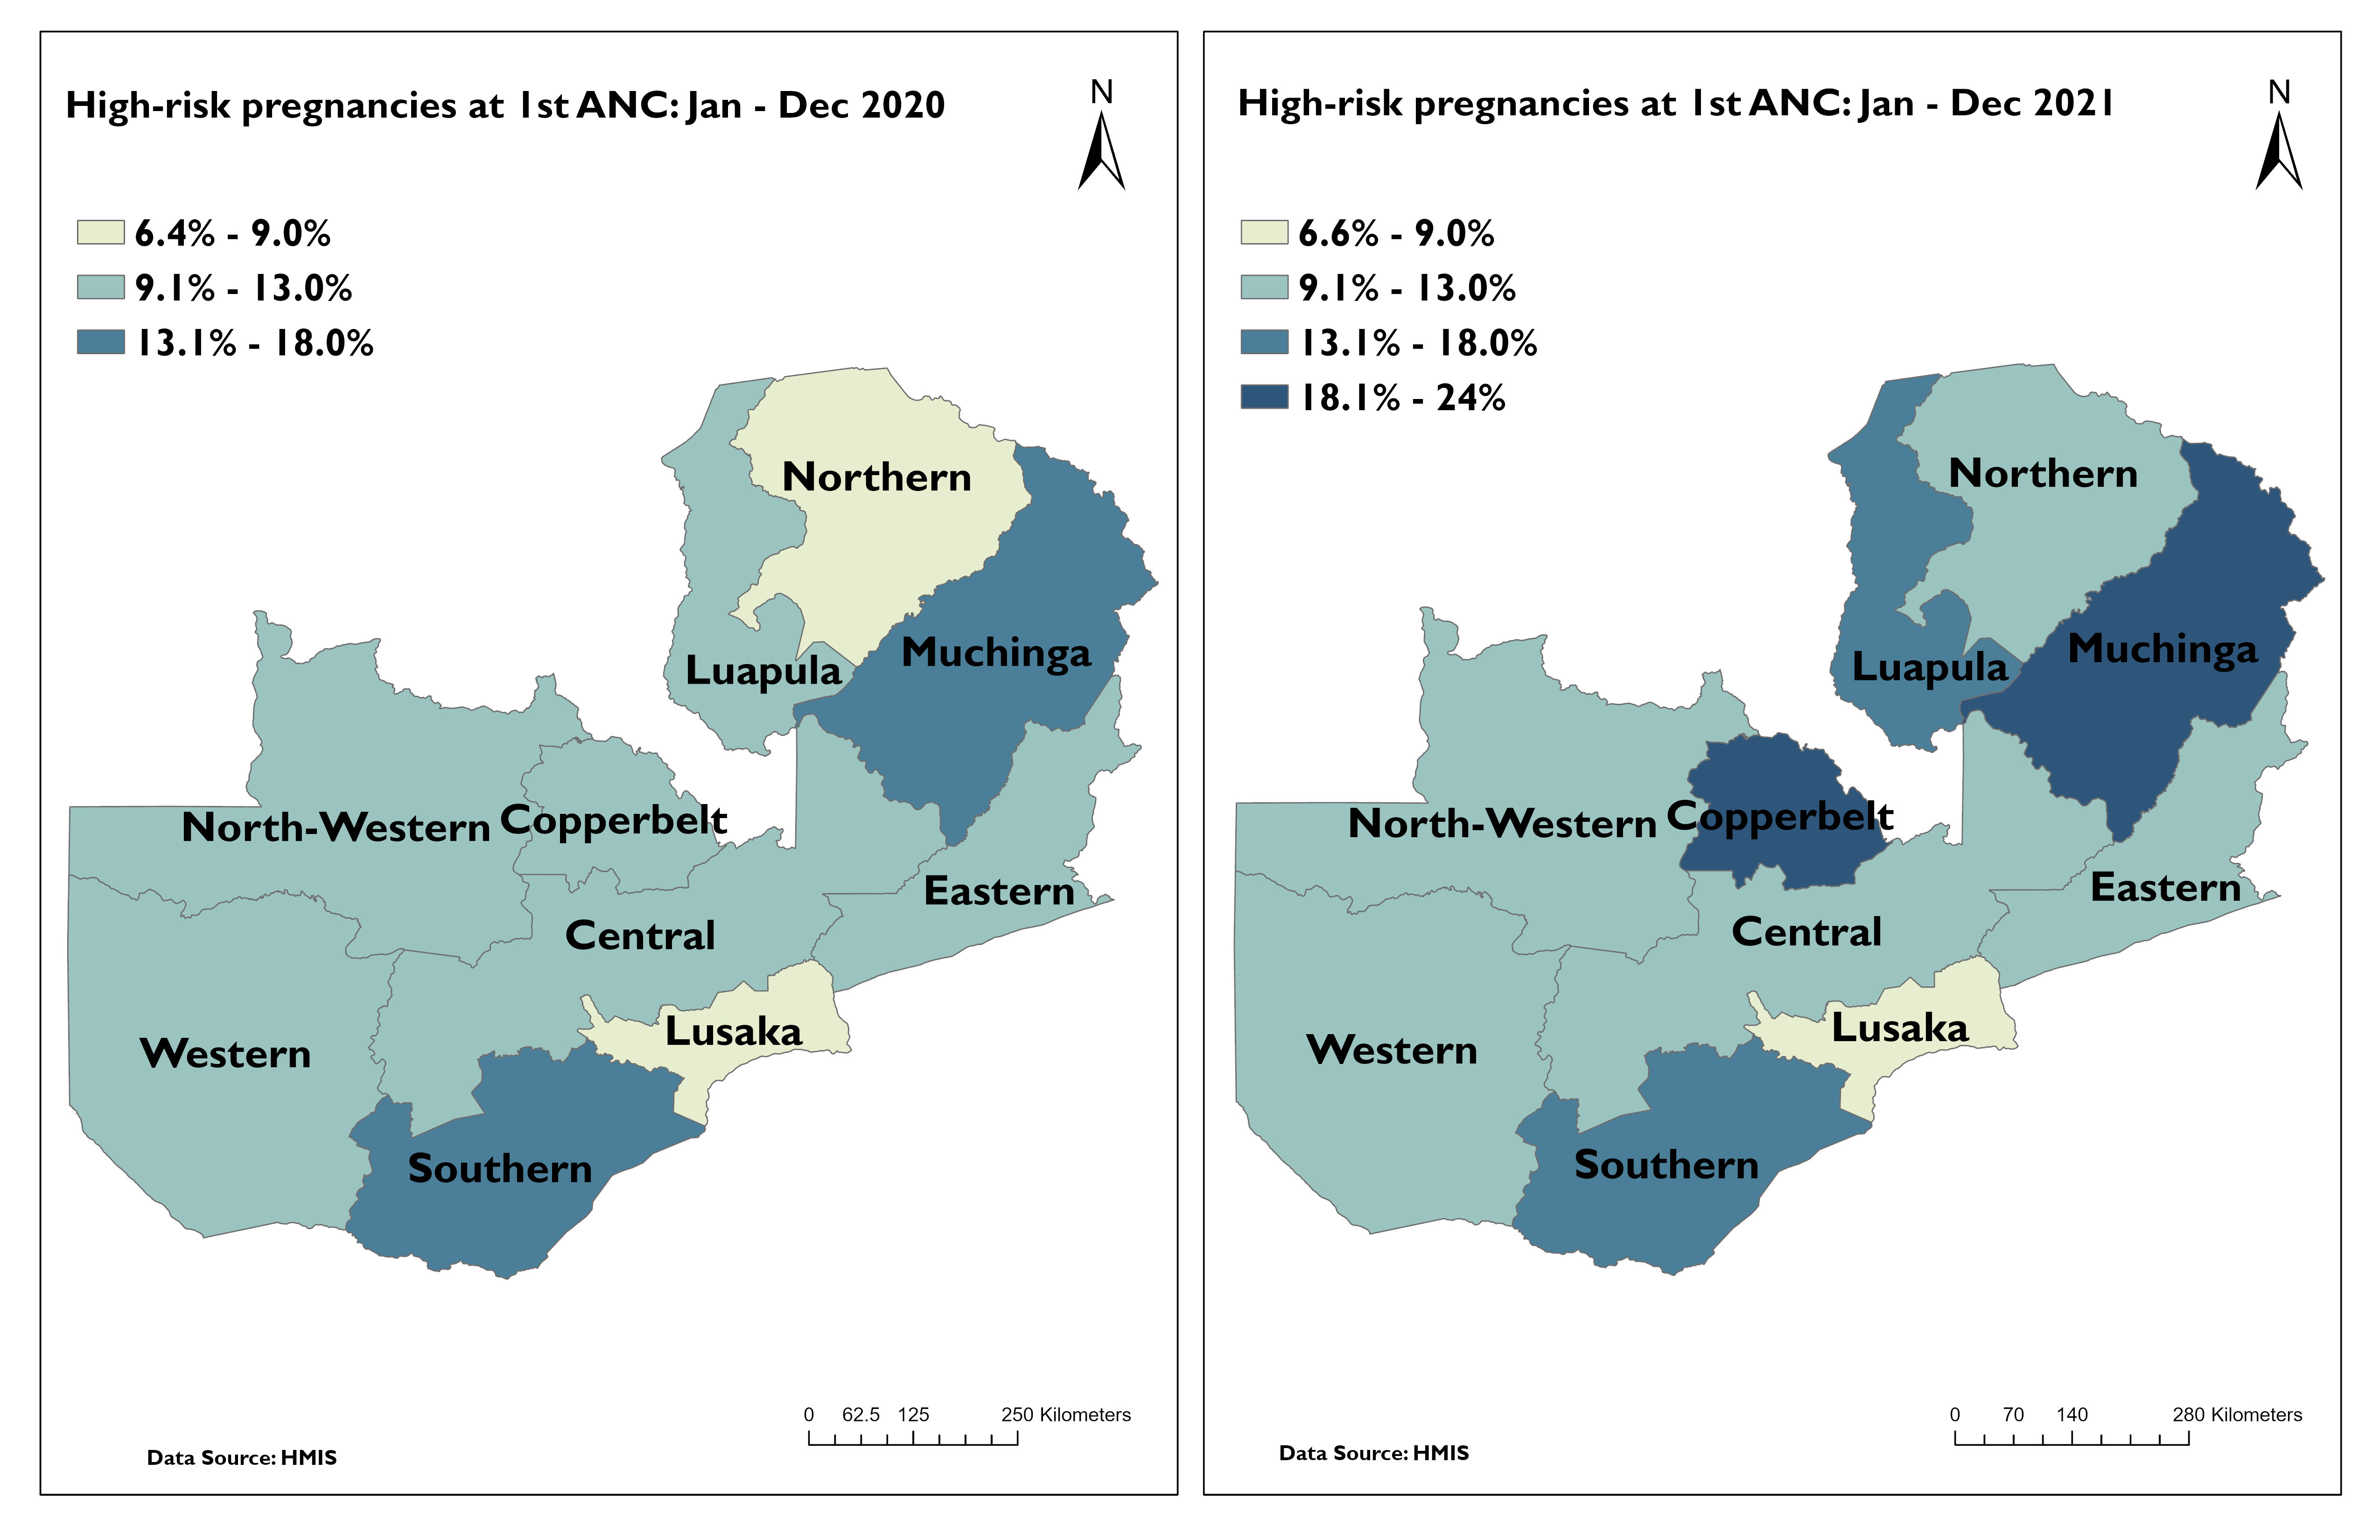 High-risk pregnancies at 1st ANC: Jan - Dec 2020
N
6.4% - 9.0%
9.1% - 13.0%
13.1% - 18.0%
Northern
Muchinga
Luapula
North-Western
Copperbelt
Eastern
Central
Lusaka
Western
Southern
0 62.5 125 250 Kilometers
Data Source: HMIS
High-risk pregnancies at 1st ANC: Jan - Dec 2021
N
6.6% - 9.0%
9.1% - 13.0%
13.1% - 18.0%
18.1% - 24%
Northern
Muchinga
Luapula
North-Western
Copperbelt
Eastern
Central
Lusaka
Western
Southern
0 70 140 280 Kilometers
Data Source: HMIS